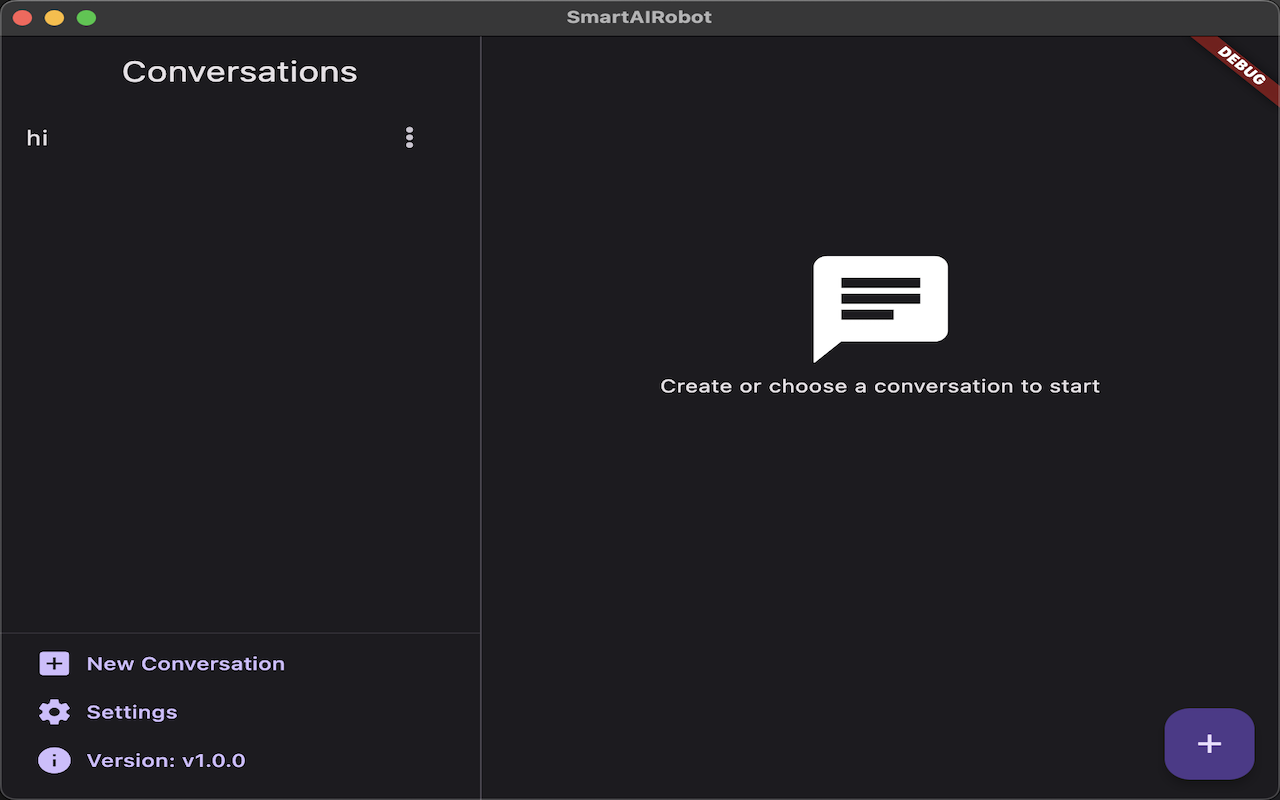 SmartAIRobot
DEBUG
Conversations
hi
Create or choose a conversation to start
New Conversation
Settings
Version: v1.0.0